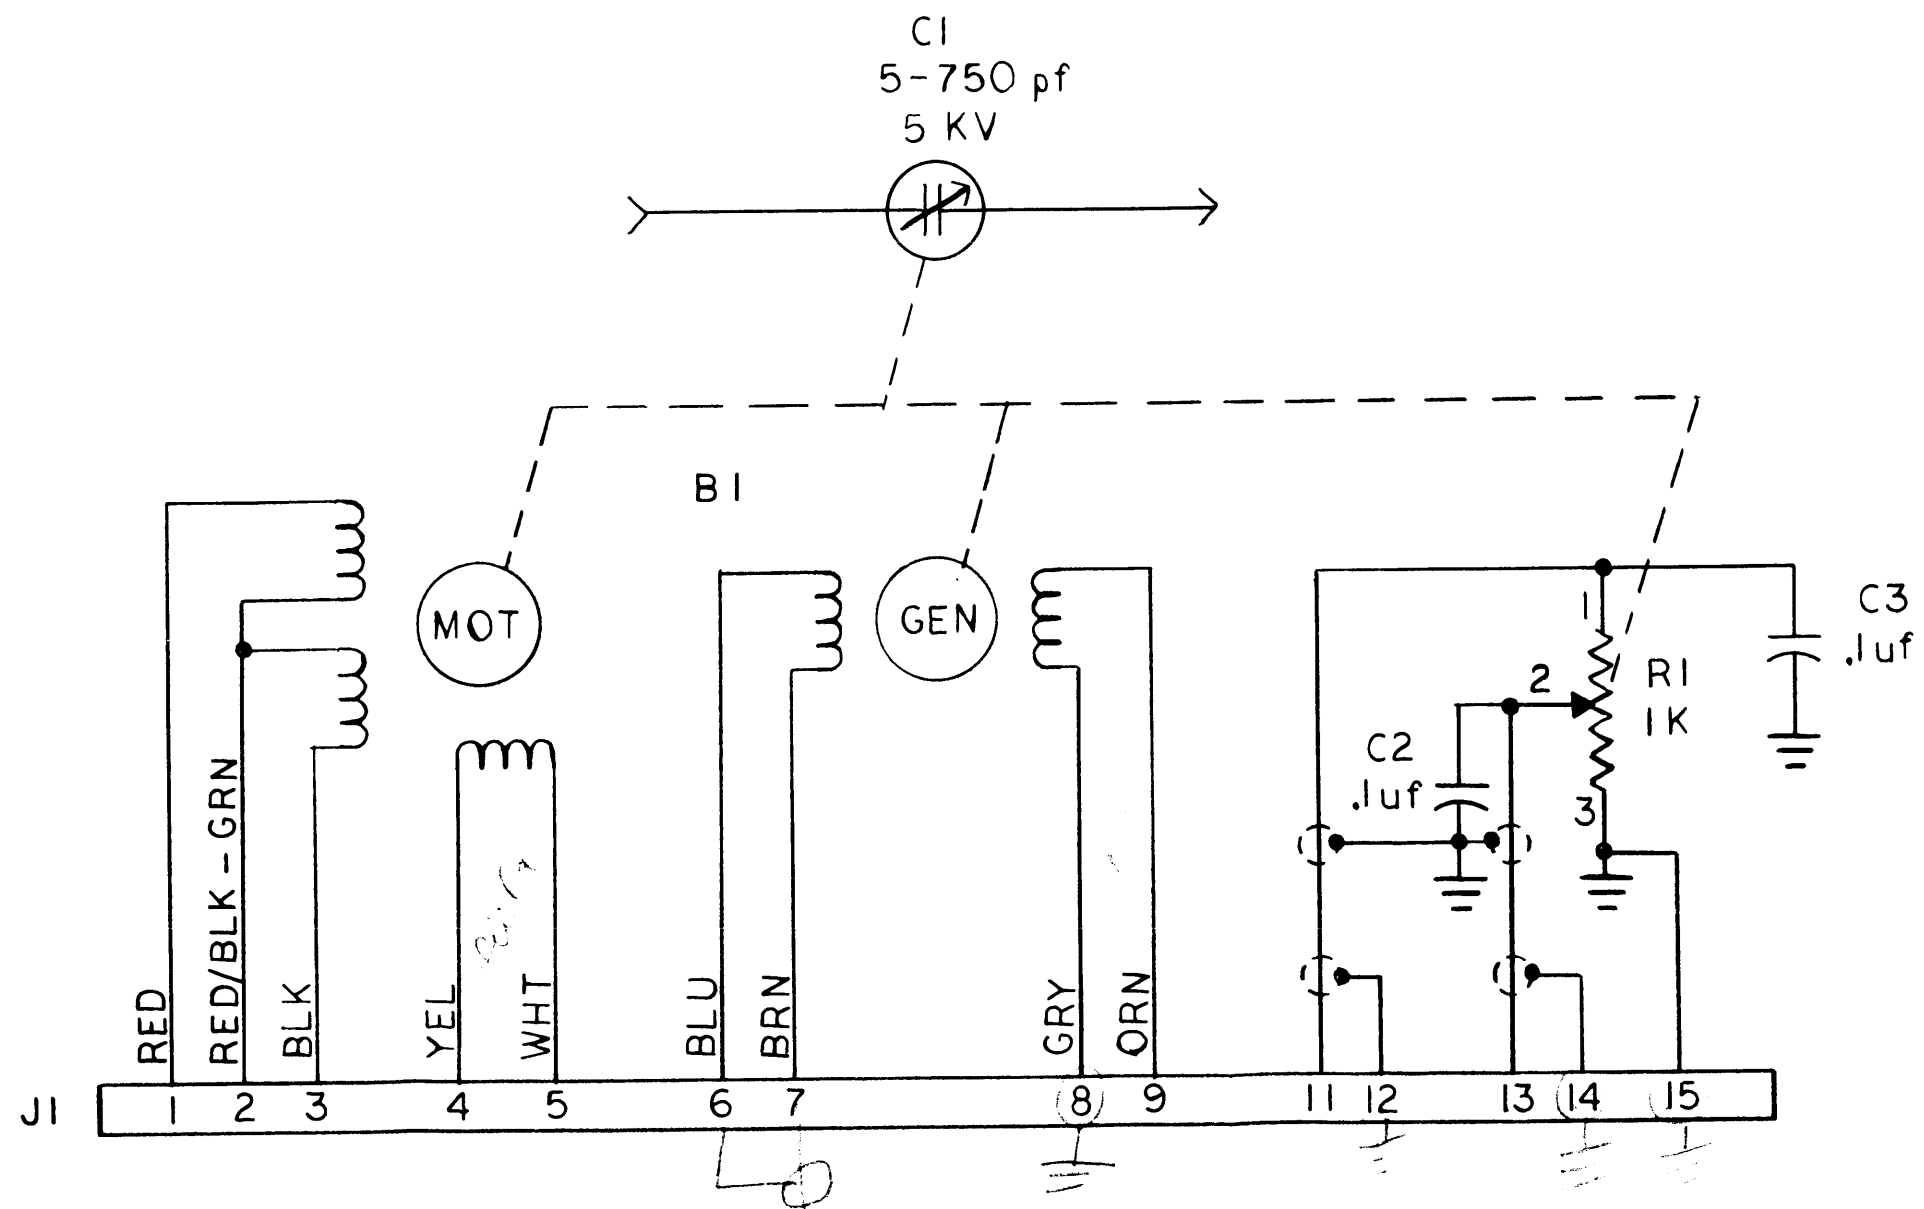 C1
5-750 pf
5 KV
B1
MOT
GEN
1
2
3
R1
1K
C2
.1uf
C3
.1uf
RED
RED/BLK-GRN
BLK
YEL
WHT
BLU
BRN
GRY
ORN
J1
1 2 3 4 5 6 7 8 9 11 12 13 14 15